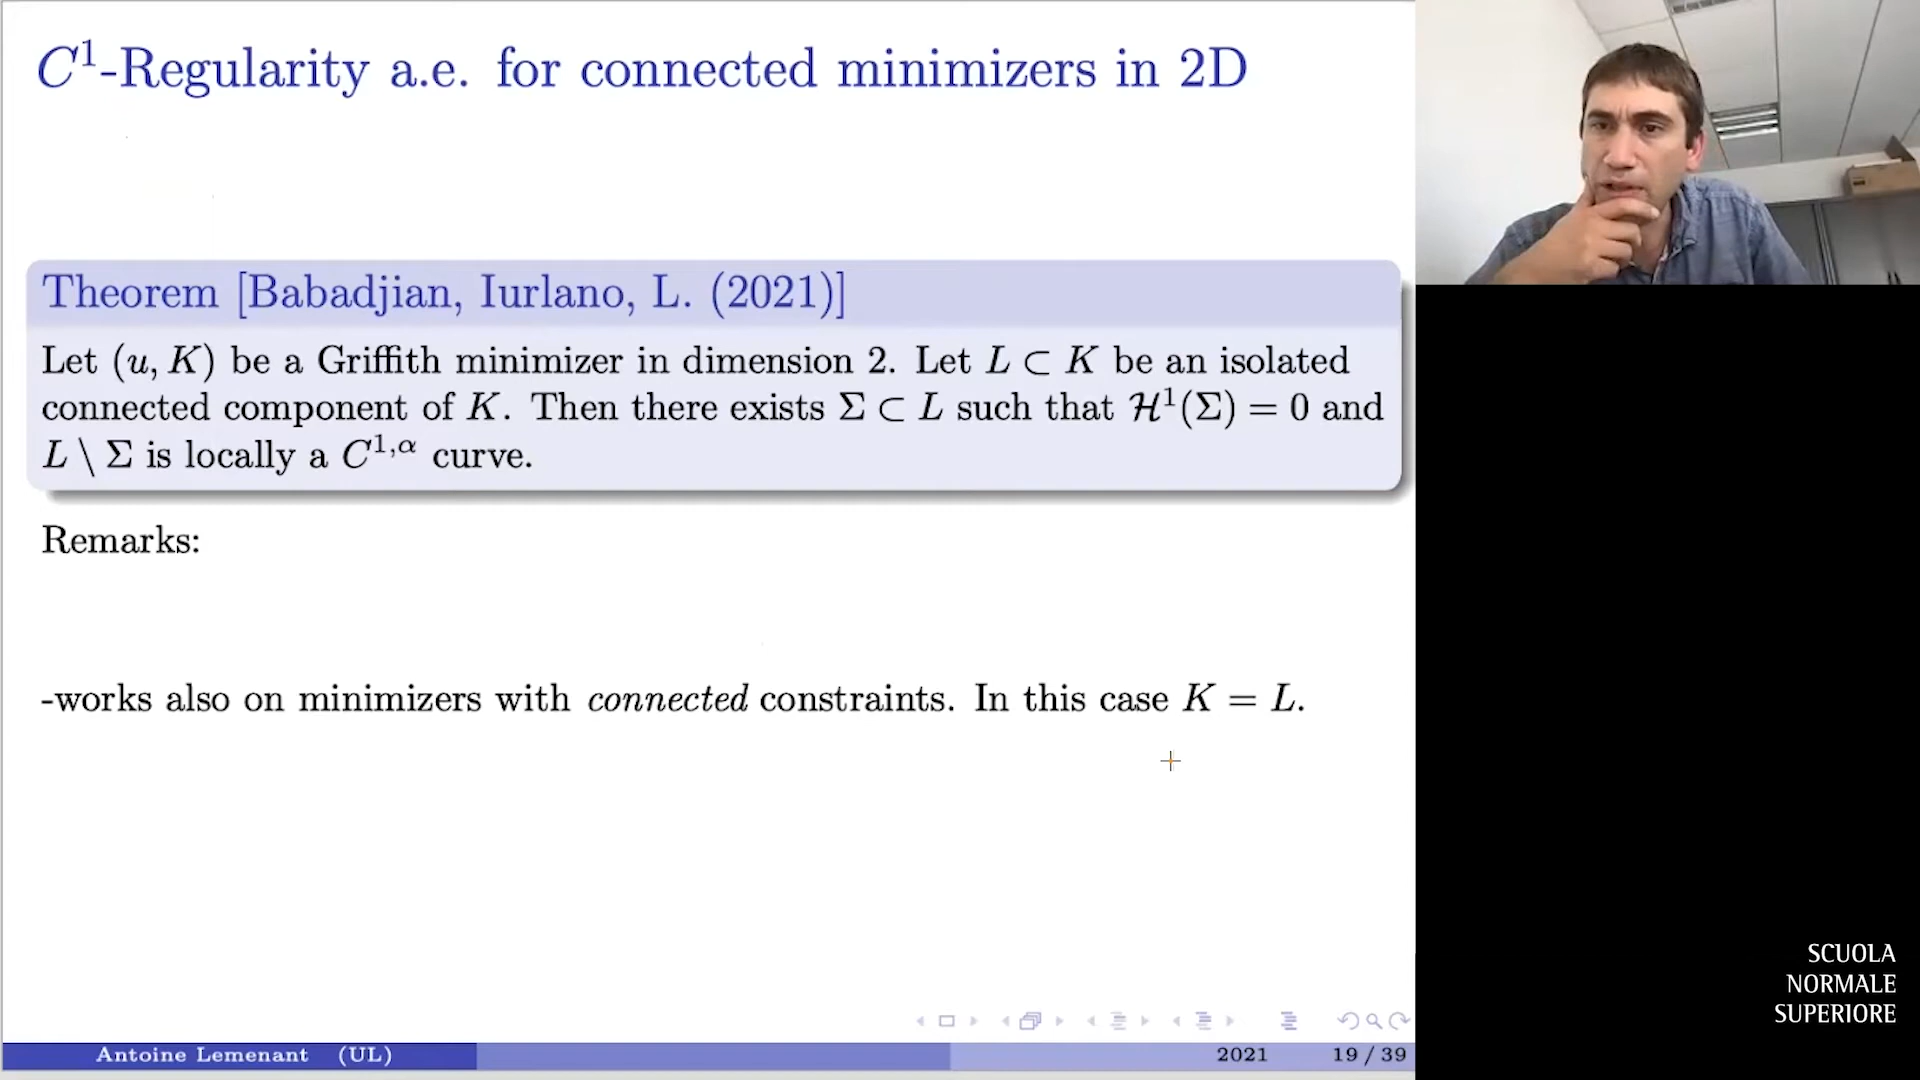 C¹-Regularity a.e. for connected minimizers in 2D
Theorem [Babadjian, Iurlano, L. (2021)]
Let (u, K) be a Griffith minimizer in dimension 2. Let L ⊂ K be an isolated
connected component of K. Then there exists Σ ⊂ L such that ℋ¹(Σ) = 0 and
L \ Σ is locally a C^{1,α} curve.
Remarks:
-works also on minimizers with connected constraints. In this case K = L.
SCUOLA
NORMALE
SUPERIORE
Antoine Lemenant (UL) 2021 19 / 39